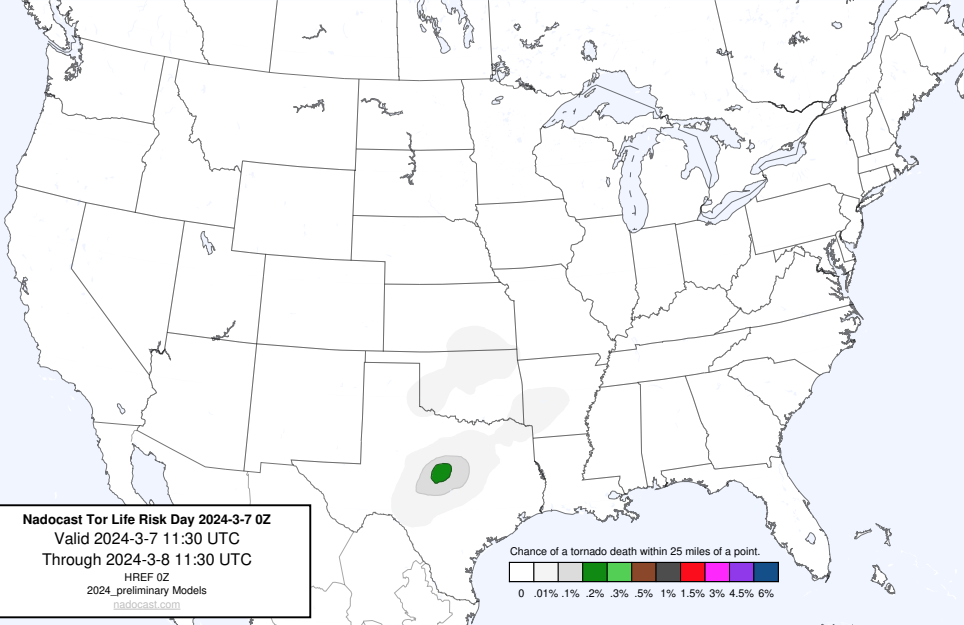 Nadocast Tor Life Risk Day 2024-3-7 0Z
Valid 2024-3-7 11:30 UTC
Through 2024-3-8 11:30 UTC
HREF 0Z
2024_preliminary Models
nadocast.com
Chance of a tornado death within 25 miles of a point.
0 .01% .1% .2% .3% .5% 1% 1.5% 3% 4.5% 6%